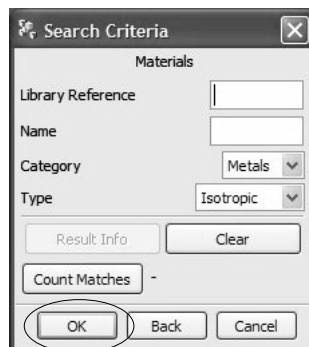 Search Criteria
Materials
Library Reference
Name
Category Metals
Type Isotropic
Result Info Clear
Count Matches -
OK Back Cancel